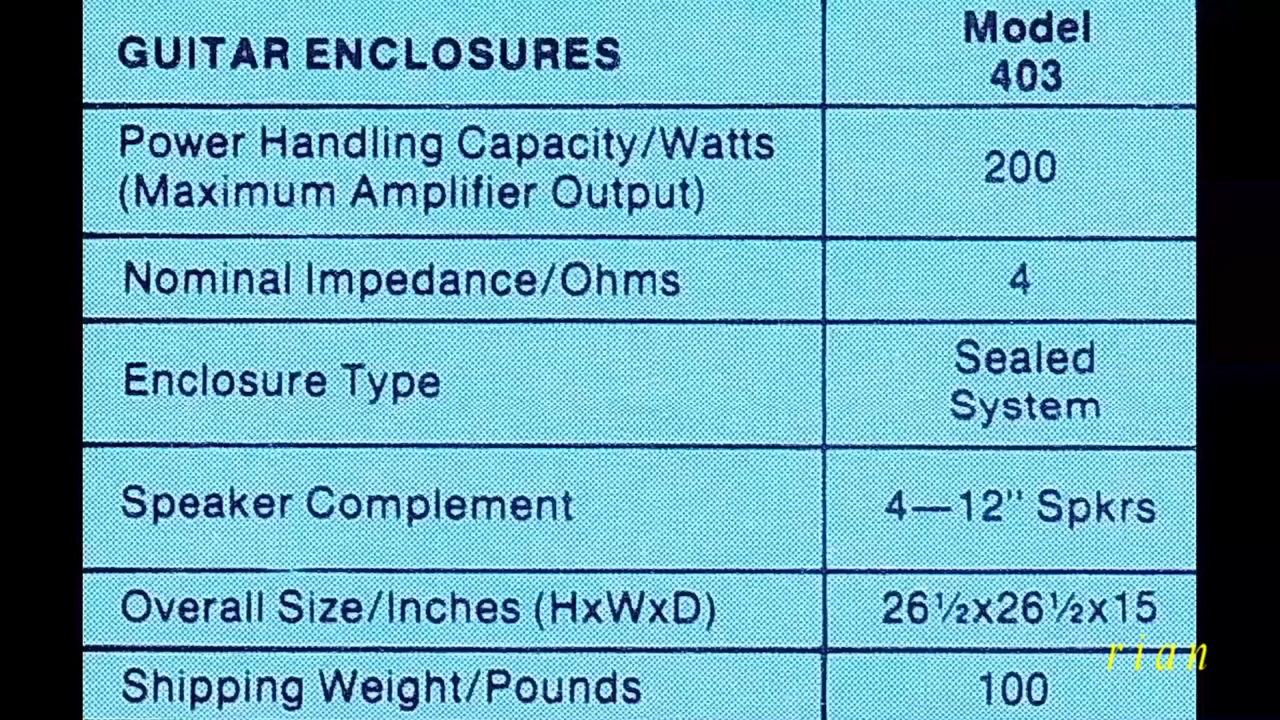 GUITAR ENCLOSURES
Model
403
Power Handling Capacity/Watts
(Maximum Amplifier Output)
200
Nominal Impedance/Ohms
4
Enclosure Type
Sealed
System
Speaker Complement
4—12" Spkrs
Overall Size/Inches (HxWxD)
26½x26½x15
Shipping Weight/Pounds
100
rian